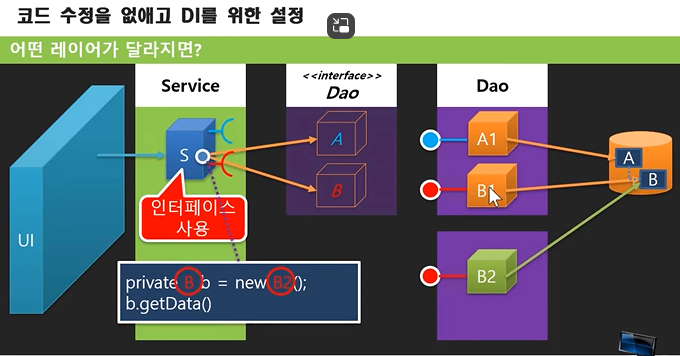 코드 수정을 없애고 DI를 위한 설정
어떤 레이어가 달라지면?
Service
<<interface>>
Dao
Dao
UI
S
인터페이스
사용
A
B
A1
B2
A
B
private B b = new B2();
b.getData()